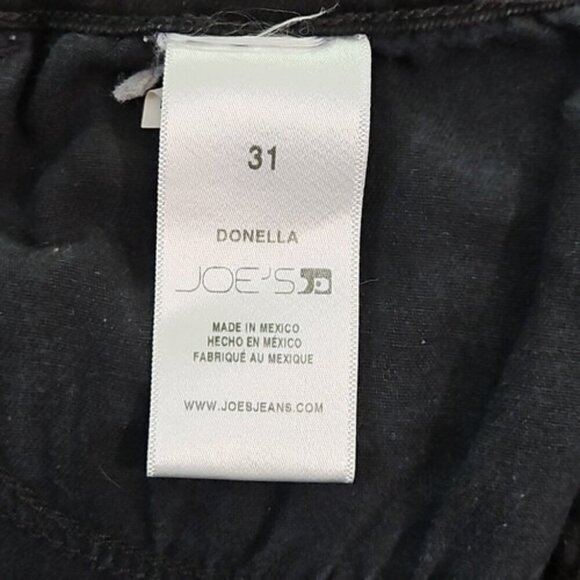 31
DONELLA
JOE'S
MADE IN MEXICO
HECHO EN MÉXICO
FABRIQUÉ AU MEXIQUE
WWW.JOESJEANS.COM